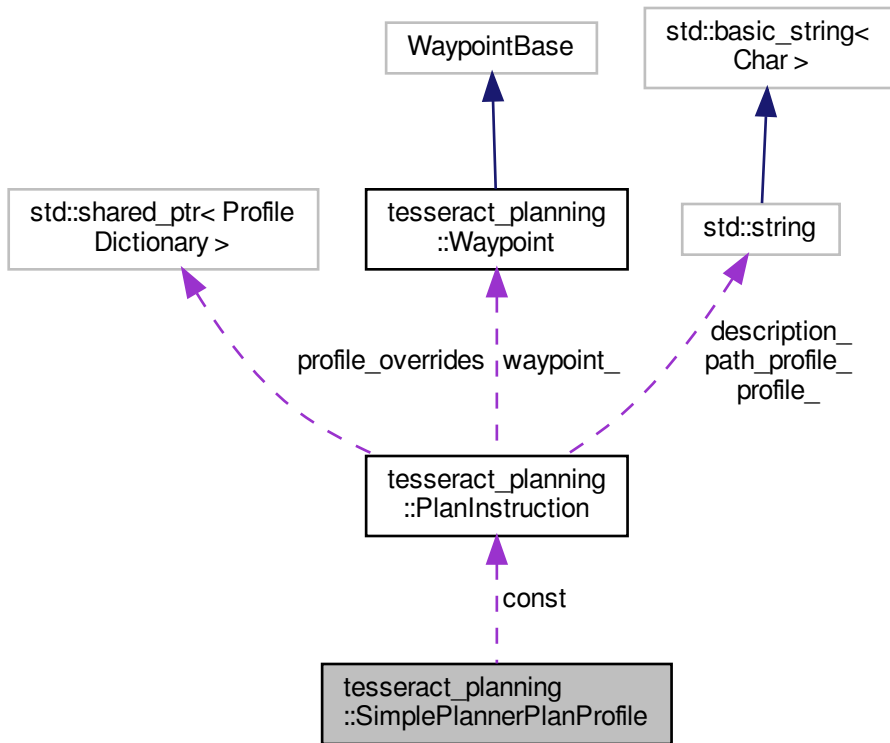 WaypointBase
std::basic_string<
Char >
std::shared_ptr< Profile
Dictionary >
tesseract_planning
::Waypoint
std::string
profile_overrides
waypoint_
description_
path_profile_
profile_
tesseract_planning
::PlanInstruction
const
tesseract_planning
::SimplePlannerPlanProfile